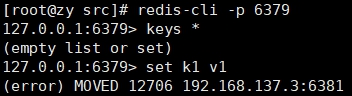 [root@zy src]# redis-cli -p 6379
127.0.0.1:6379> keys *
(empty list or set)
127.0.0.1:6379> set k1 v1
(error) MOVED 12706 192.168.137.3:6381